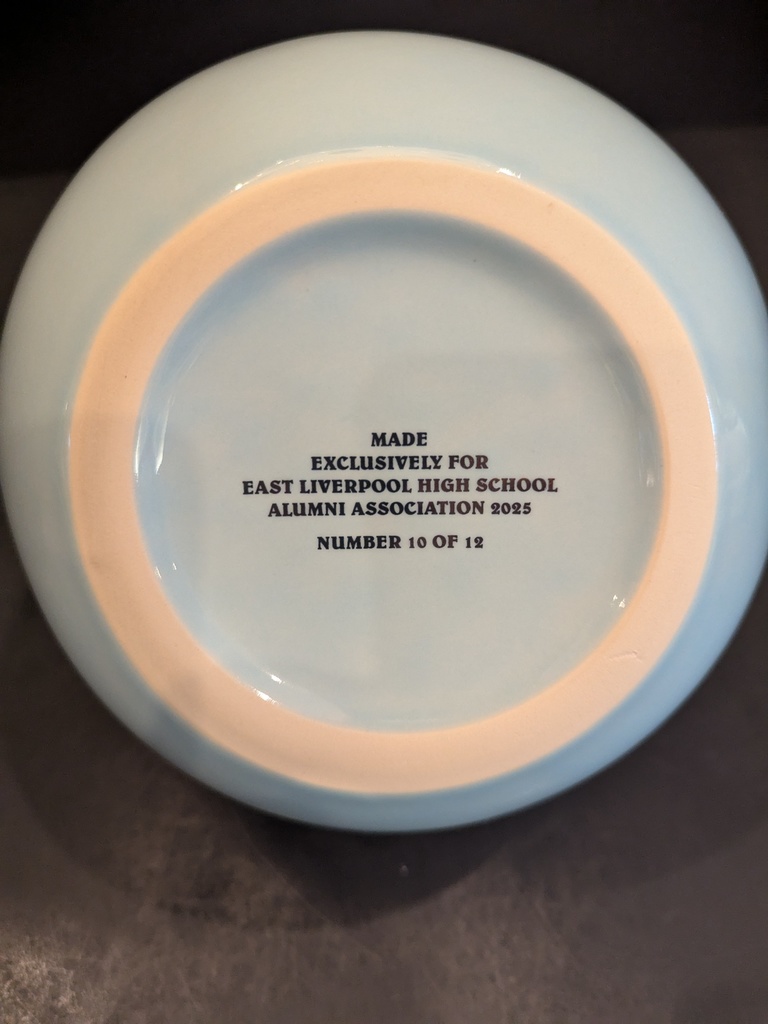 MADE
EXCLUSIVELY FOR
EAST LIVERPOOL HIGH SCHOOL
ALUMNI ASSOCIATION 2025
NUMBER 10 OF 12